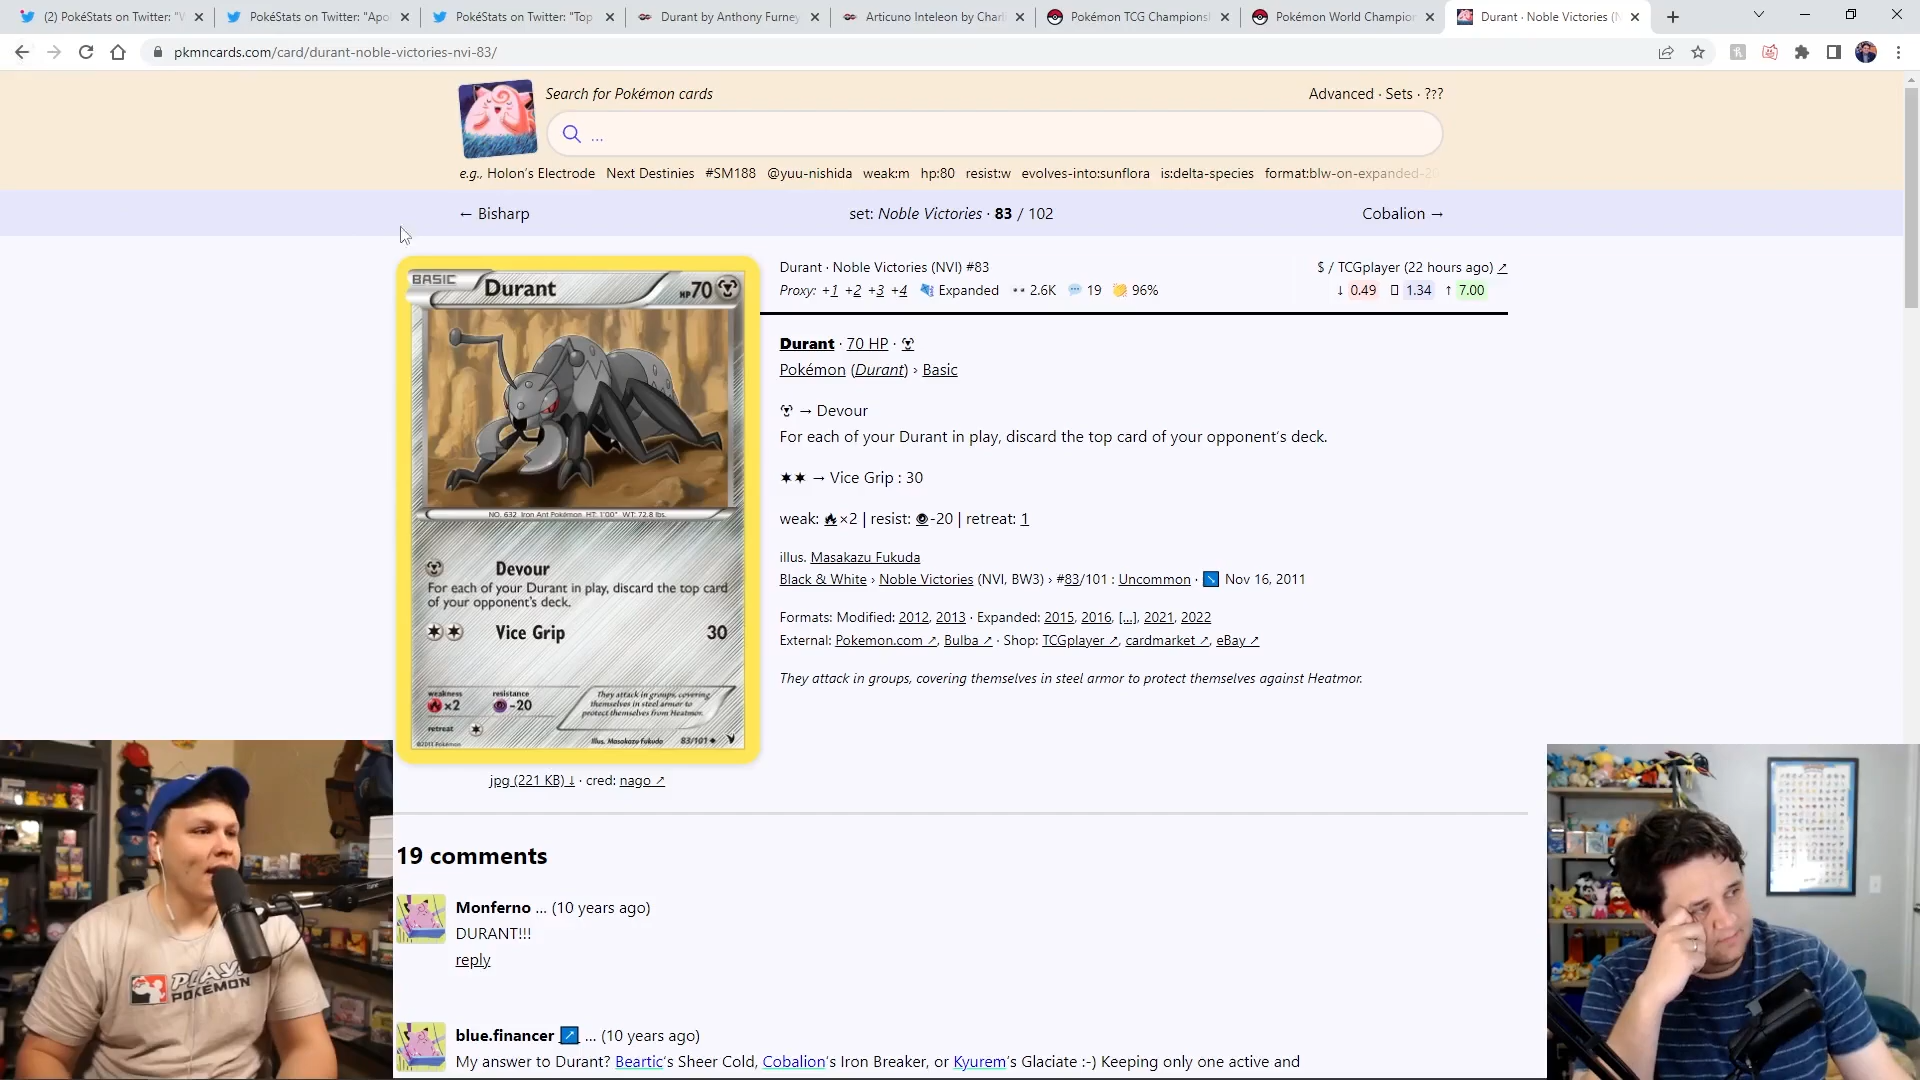 (2) PokéStats on Twitter: "V
PokéStats on Twitter: "Apo
PokéStats on Twitter: "Top
Durant by Anthony Furney
Articuno Inteleon by Charli
Pokémon TCG Champions
Pokémon World Champior
Durant · Noble Victories (N
pkmncards.com/card/durant-noble-victories-nvi-83/
Search for Pokémon cards
Advanced · Sets · ???
...
e.g., Holon's Electrode Next Destinies #SM188 @yuu-nishida weak:m hp:80 resist:w evolves-into:sunflora is:delta-species format:blw-on-expanded-20
← Bisharp
set: Noble Victories · 83 / 102
Cobalion →
BASIC Durant HP70
NO. 632 Iron Ant Pokémon HT: 1'00" WT: 72.8 lbs.
Devour
For each of your Durant in play, discard the top card
of your opponent's deck.
Vice Grip 30
weakness
x2
resistance
-20
retreat
They attack in groups, covering
themselves in steel armor to
protect themselves from Heatmor.
©2011 Pokémon
Illus. Masakazu Fukuda 83/101
jpg (221 KB) ↓ · cred: nago ↗
Durant · Noble Victories (NVI) #83
Proxy: +1 +2 +3 +4 Expanded 2.6K 19 96%
$ / TCGplayer (22 hours ago) ↗
↓ 0.49 1.34 ↑ 7.00
Durant · 70 HP ·
Pokémon (Durant) › Basic
→ Devour
For each of your Durant in play, discard the top card of your opponent's deck.
→ Vice Grip : 30
weak: ×2 | resist: -20 | retreat: 1
illus. Masakazu Fukuda
Black & White › Noble Victories (NVI, BW3) › #83/101 : Uncommon · Nov 16, 2011
Formats: Modified: 2012, 2013 · Expanded: 2015, 2016, [...], 2021, 2022
External: Pokemon.com ↗, Bulba ↗ · Shop: TCGplayer ↗, cardmarket ↗, eBay ↗
They attack in groups, covering themselves in steel armor to protect themselves against Heatmor.
19 comments
Monferno ... (10 years ago)
DURANT!!!
reply
blue.financer ... (10 years ago)
My answer to Durant? Beartic's Sheer Cold, Cobalion's Iron Breaker, or Kyurem's Glaciate :-) Keeping only one active and
PLAY!
POKÉMON